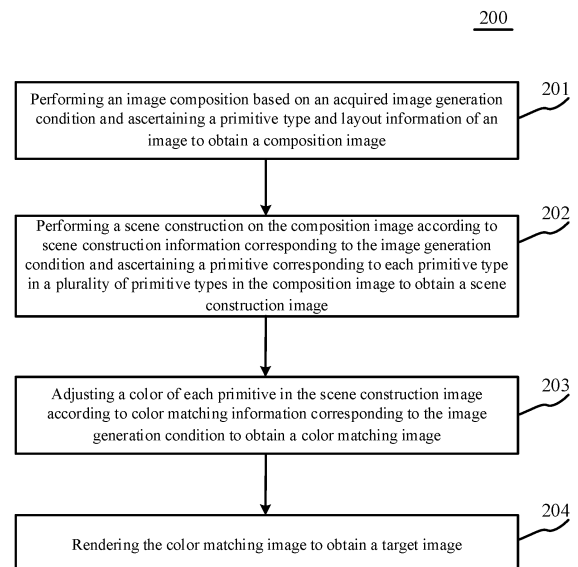 200
201
Performing an image composition based on an acquired image generation
condition and ascertaining a primitive type and layout information of an
image to obtain a composition image
202
Performing a scene construction on the composition image according to
scene construction information corresponding to the image generation
condition and ascertaining a primitive corresponding to each primitive type
in a plurality of primitive types in the composition image to obtain a scene
construction image
203
Adjusting a color of each primitive in the scene construction image
according to color matching information corresponding to the image
generation condition to obtain a color matching image
204
Rendering the color matching image to obtain a target image